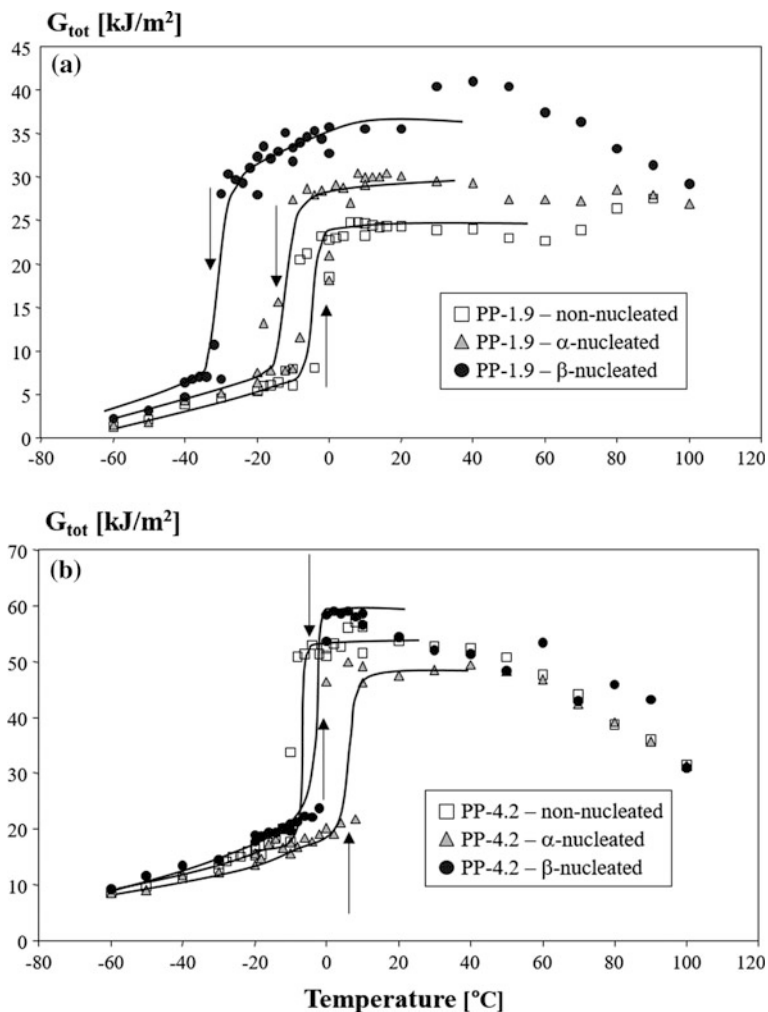 G_tot [kJ/m²]
(a)
45
40
35
30
25
20
15
10
5
0
-80 -60 -40 -20 0 20 40 60 80 100 120
PP-1.9 – non-nucleated
PP-1.9 – α-nucleated
PP-1.9 – β-nucleated
G_tot [kJ/m²]
(b)
70
60
50
40
30
20
10
0
-80 -60 -40 -20 0 20 40 60 80 100 120
PP-4.2 – non-nucleated
PP-4.2 – α-nucleated
PP-4.2 – β-nucleated
Temperature [°C]